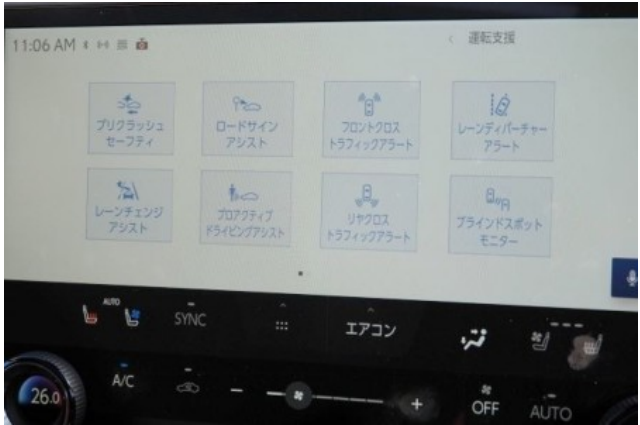 11:06 AM
運転支援
プリクラッシュ
セーフティ
ロードサイン
アシスト
フロントクロス
トラフィックアラート
レーンディパーチャー
アラート
レーンチェンジ
アシスト
プロアクティブ
ドライビングアシスト
リヤクロス
トラフィックアラート
ブラインドスポット
モニター
AUTO
SYNC
エアコン
26.0
A/C
OFF
AUTO